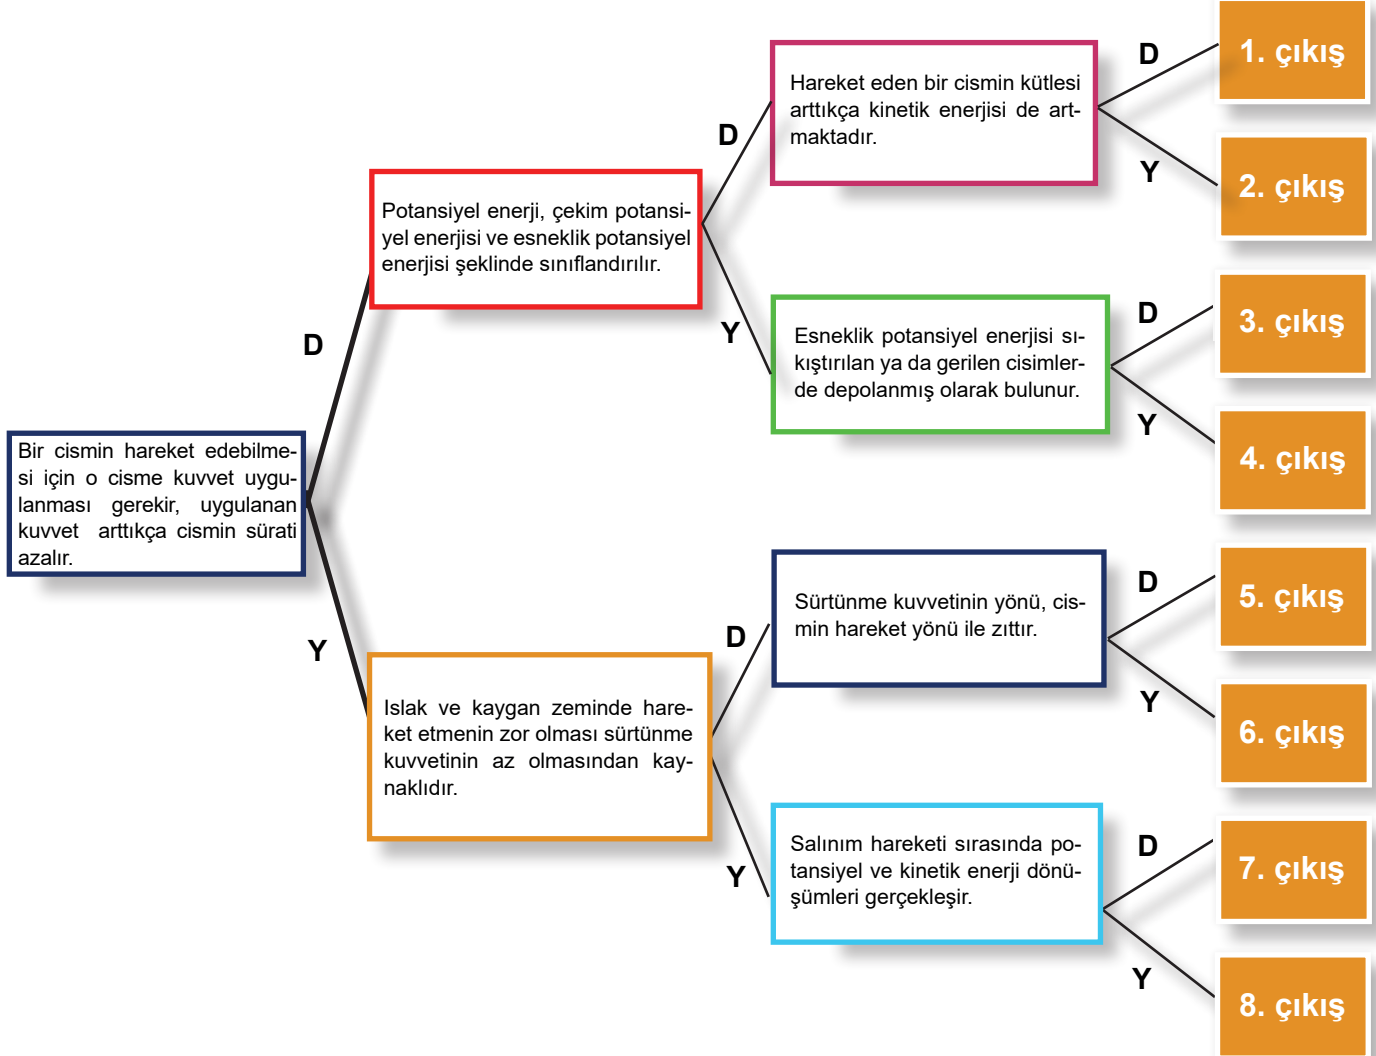 Bir cismin hareket edebilme-
si için o cisme kuvvet uygu-
lanması gerekir, uygulanan
kuvvet arttıkça cismin sürati
azalır.
D
Y
Potansiyel enerji, çekim potansi-
yel enerjisi ve esneklik potansiyel
enerjisi şeklinde sınıflandırılır.
D
Y
Islak ve kaygan zeminde hare-
ket etmenin zor olması sürtünme
kuvvetinin az olmasından kay-
naklıdır.
D
Y
Hareket eden bir cismin kütlesi
arttıkça kinetik enerjisi de art-
maktadır.
D
Y
Esneklik potansiyel enerjisi sı-
kıştırılan ya da gerilen cisimler-
de depolanmış olarak bulunur.
D
Y
Sürtünme kuvvetinin yönü, cis-
min hareket yönü ile zıttır.
D
Y
Salınım hareketi sırasında po-
tansiyel ve kinetik enerji dönü-
şümleri gerçekleşir.
D
Y
1. çıkış
2. çıkış
3. çıkış
4. çıkış
5. çıkış
6. çıkış
7. çıkış
8. çıkış